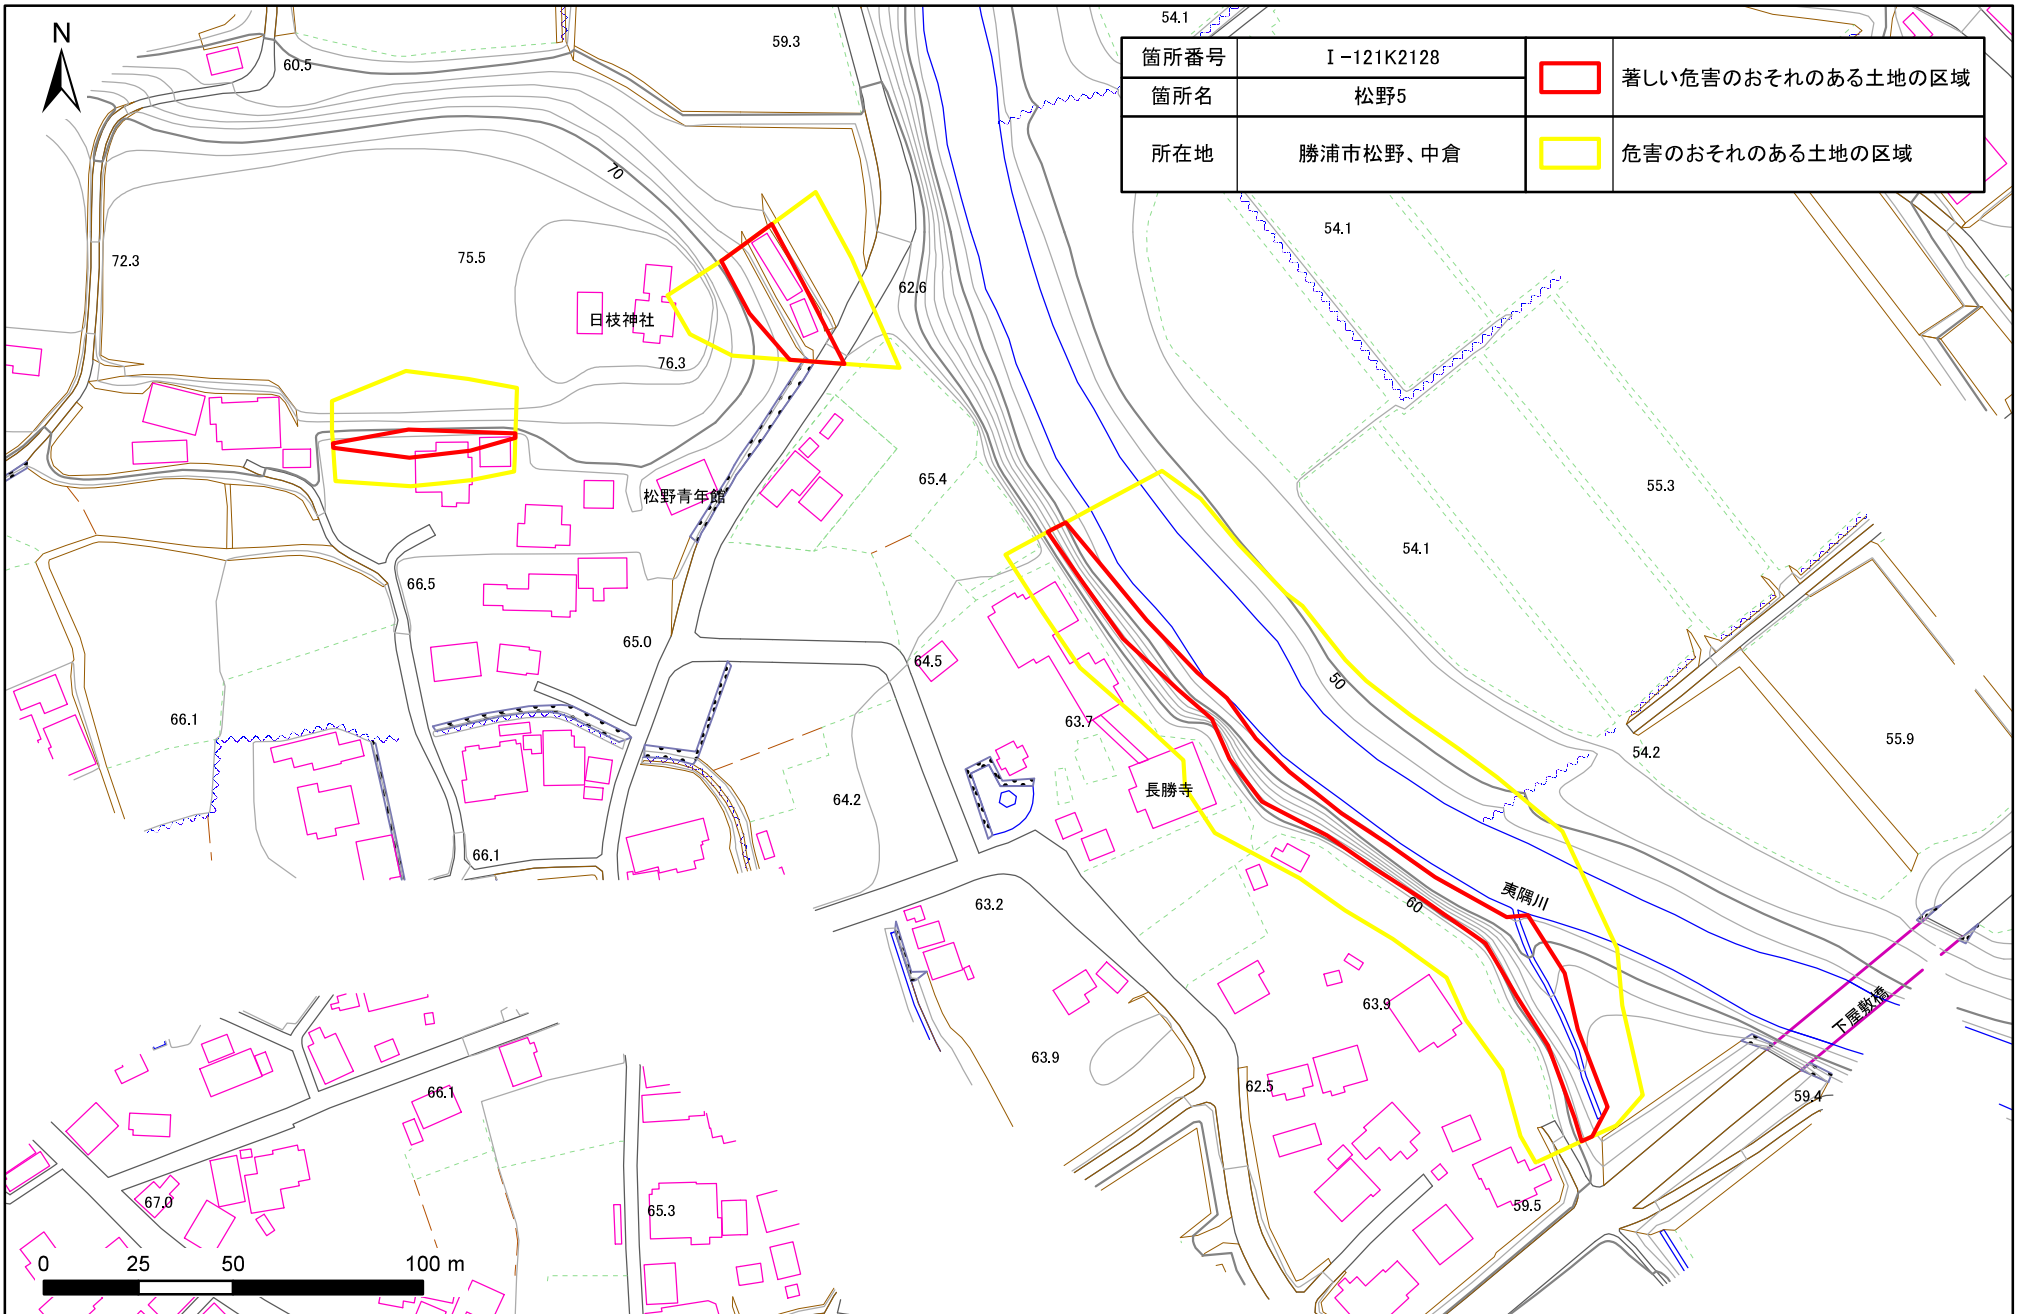 N
箇所番号 Ⅰ-121K2128
箇所名 松野5
所在地 勝浦市松野、中倉
著しい危害のおそれのある土地の区域
危害のおそれのある土地の区域
54.1
59.3
60.5
70
54.1
72.3
75.5
62.6
日枝神社
76.3
65.4
55.3
松野青年館
54.1
66.5
65.0
64.5
50
66.1
63.7
54.2
55.9
長勝寺
64.2
66.1
夷隅川
60
63.2
63.9
下屋敷橋
63.9
62.5
66.1
59.4
67.0
65.3
59.5
0 25 50 100 m